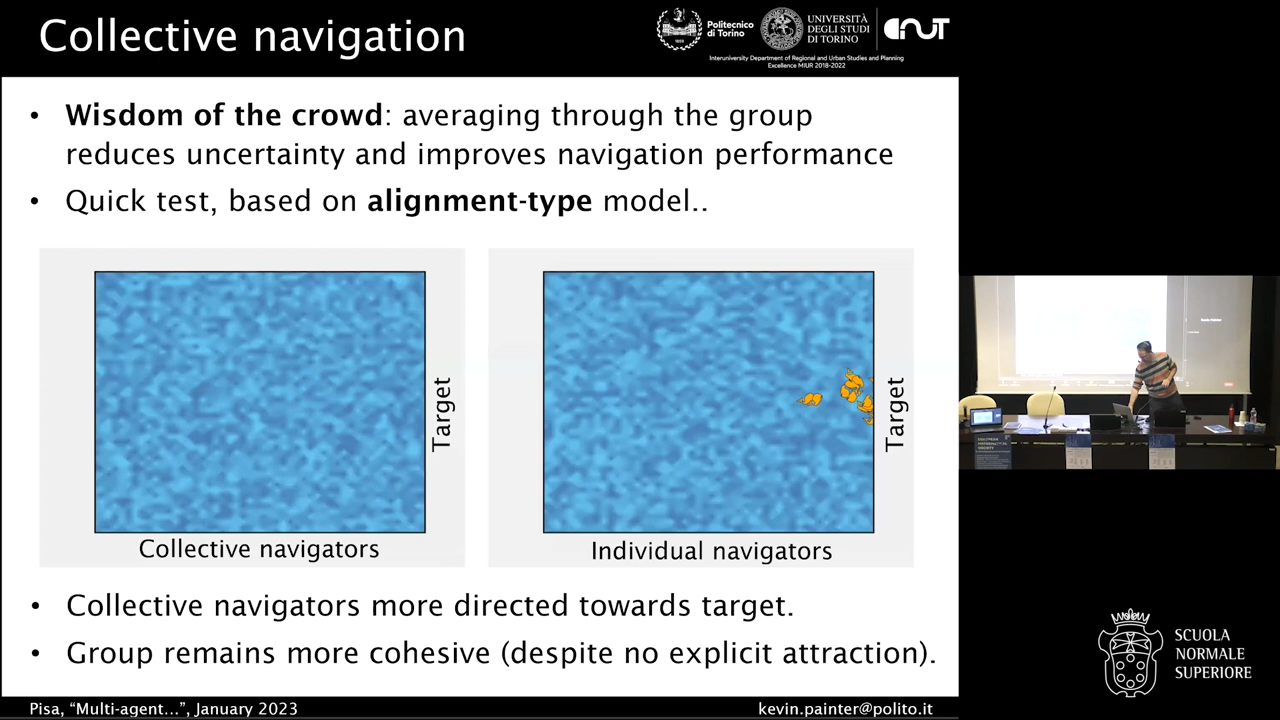 Collective navigation
Politecnico
di Torino
UNIVERSITÀ
DEGLI STUDI
DI TORINO
Interuniversity Department of Regional and Urban Studies and Planning
Excellence MIUR 2018-2022
• Wisdom of the crowd: averaging through the group
reduces uncertainty and improves navigation performance
• Quick test, based on alignment-type model..
Target
Collective navigators
Target
Individual navigators
• Collective navigators more directed towards target.
• Group remains more cohesive (despite no explicit attraction).
Pisa, “Multi-agent...”, January 2023
kevin.painter@polito.it
SCUOLA
NORMALE
SUPERIORE